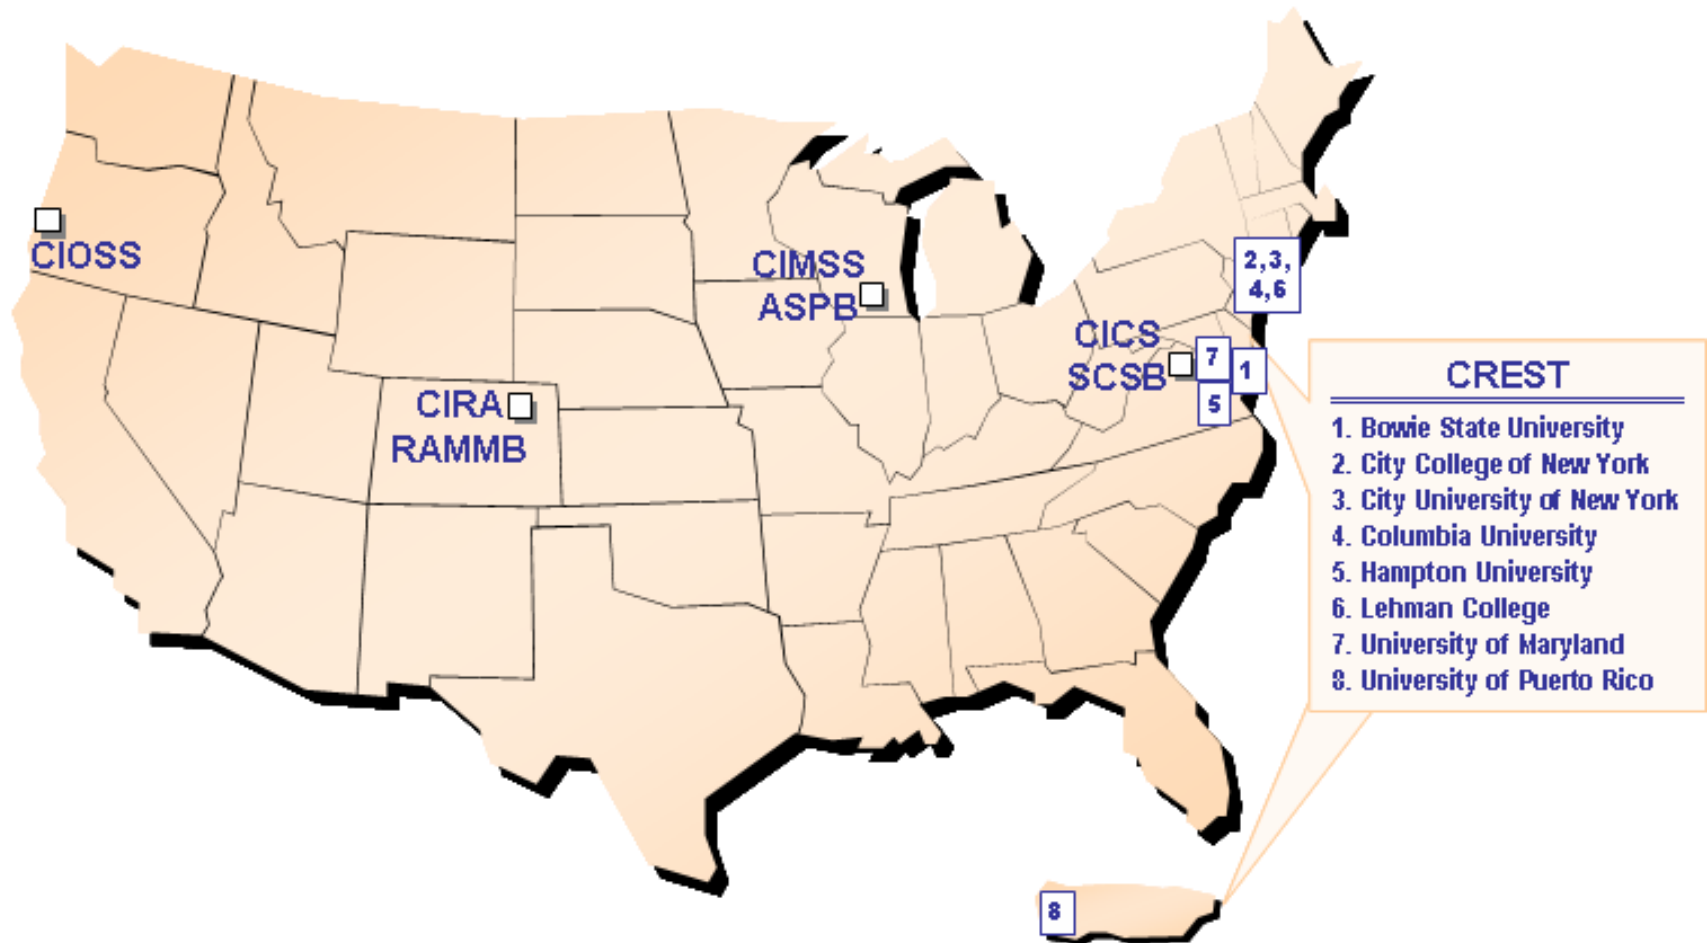 CIOSS
CIMSS
ASPB
2,3,
4,6
CICS
SCSB
7
1
5
CIRA
RAMMB
CREST
1. Bowie State University
2. City College of New York
3. City University of New York
4. Columbia University
5. Hampton University
6. Lehman College
7. University of Maryland
8. University of Puerto Rico
8